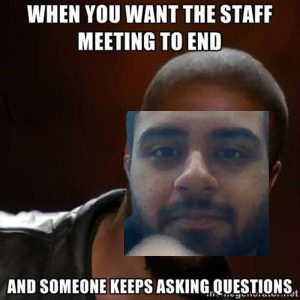 WHEN YOU WANT THE STAFF
MEETING TO END
AND SOMEONE KEEPS ASKING QUESTIONS